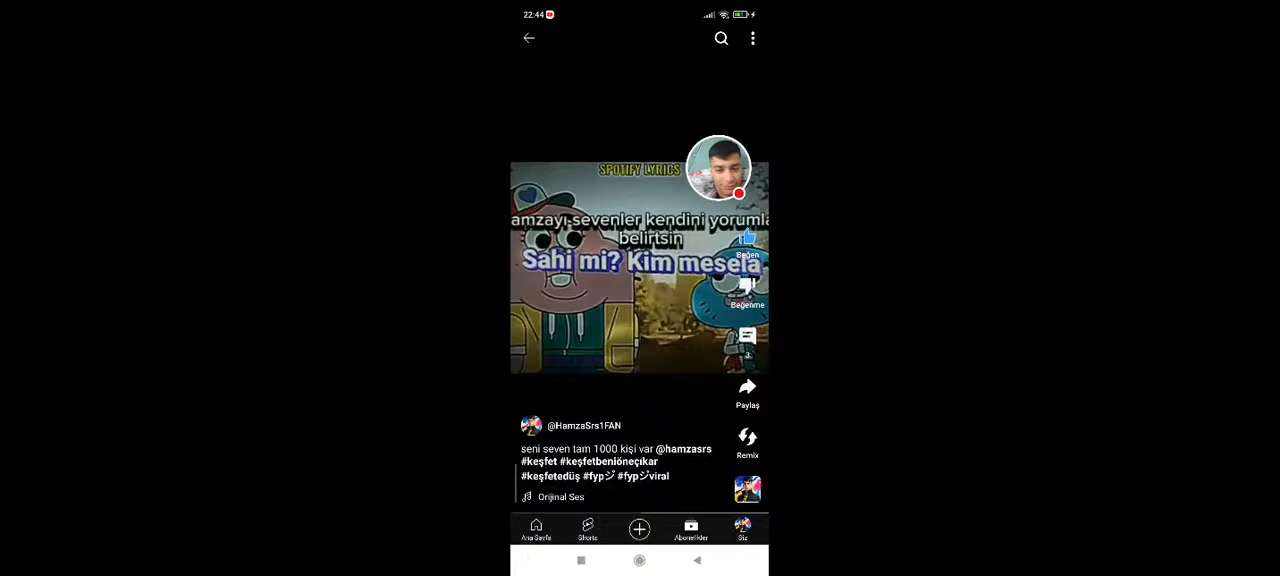 22:44
SPOTIFY LYRICS
amzayı sevenler kendini yorumla
belirtsin
Sahi mi? Kim mesela
Beğen
Beğenme
3
Paylaş
@HamzaSrs1FAN
seni seven tam 1000 kişi var @hamzasrs
#keşfet #keşfetbeniöneçıkar
#keşfetedüş #fypジ #fypジviral
Remix
Orijinal Ses
Ana Sayfa
Shorts
Abonelikler
Siz